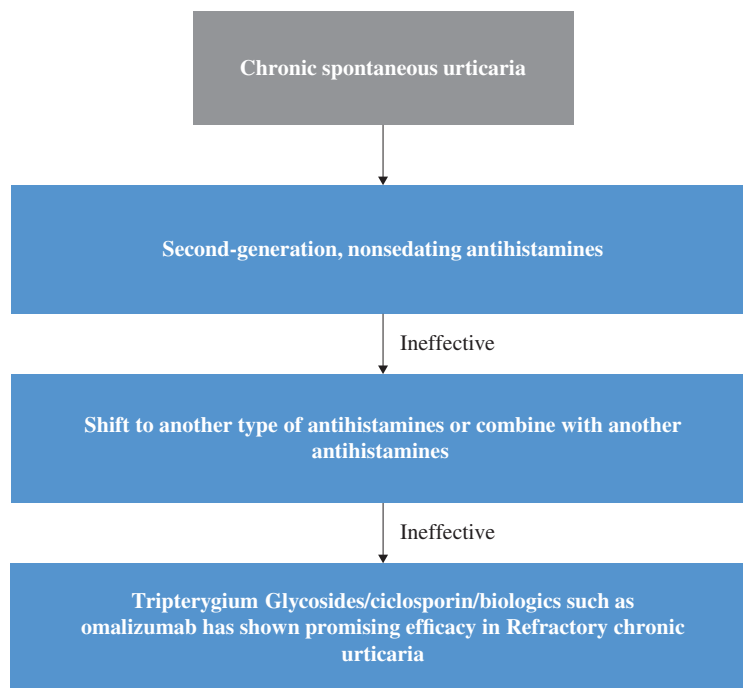 Chronic spontaneous urticaria
Second-generation, nonsedating antihistamines
Ineffective
Shift to another type of antihistamines or combine with another
antihistamines
Ineffective
Tripterygium Glycosides/ciclosporin/biologics such as
omalizumab has shown promising efficacy in Refractory chronic
urticaria